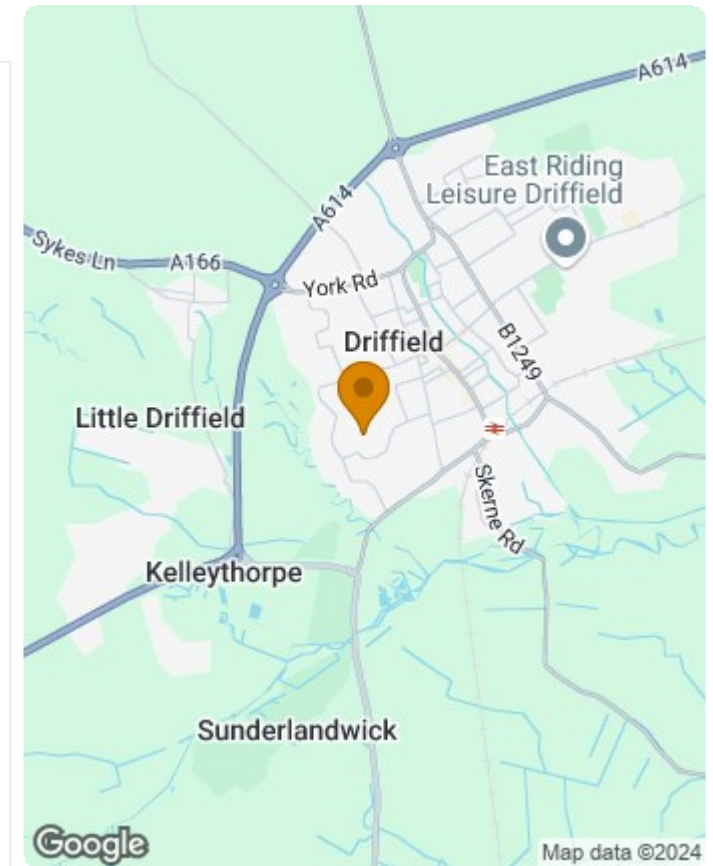 A614
East Riding
Leisure Driffield
A614
Sykes Ln
A166
York Rd
Driffield
B1249
Little Driffield
Skerne Rd
Kelleythorpe
Sunderlandwick
Google
Map data ©2024